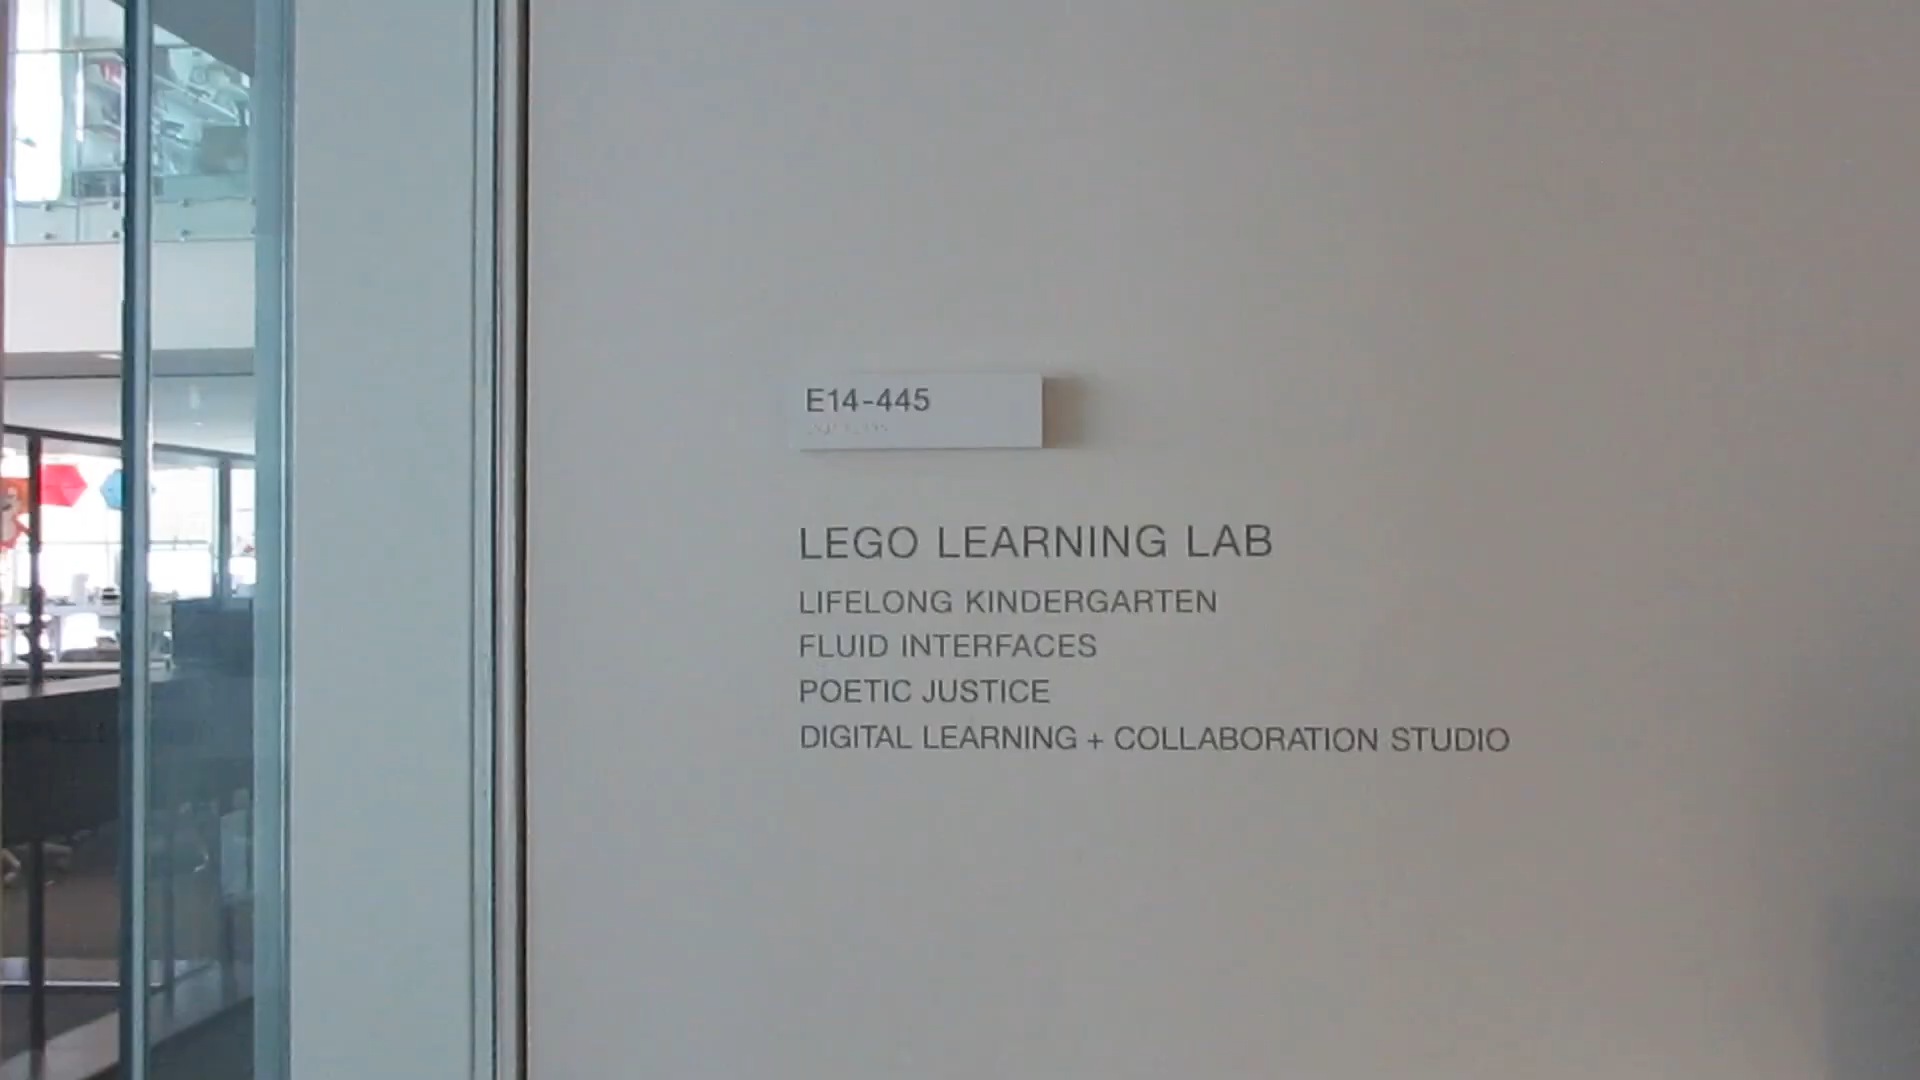 E14-445
LEGO LEARNING LAB
LIFELONG KINDERGARTEN
FLUID INTERFACES
POETIC JUSTICE
DIGITAL LEARNING + COLLABORATION STUDIO